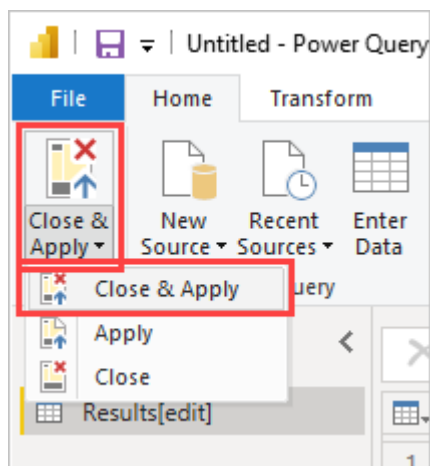 Untitled - Power Query
File Home Transform
Close & New Recent Enter
Apply Source Sources Data
Close & Apply
Apply
Close
Results[edit]
1